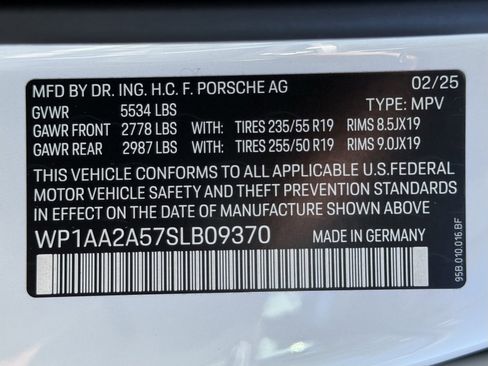 MFD BY DR. ING. H.C. F. PORSCHE AG 02/25
GVWR 5534 LBS TYPE: MPV
GAWR FRONT 2778 LBS WITH: TIRES 235/55 R19 RIMS 8.5JX19
GAWR REAR 2987 LBS WITH: TIRES 255/50 R19 RIMS 9.0JX19
THIS VEHICLE CONFORMS TO ALL APPLICABLE U.S.FEDERAL
MOTOR VEHICLE SAFETY AND THEFT PREVENTION STANDARDS
IN EFFECT ON THE DATE OF MANUFACTURE SHOWN ABOVE
WP1AA2A57SLB09370 MADE IN GERMANY
95B.010.016.BF